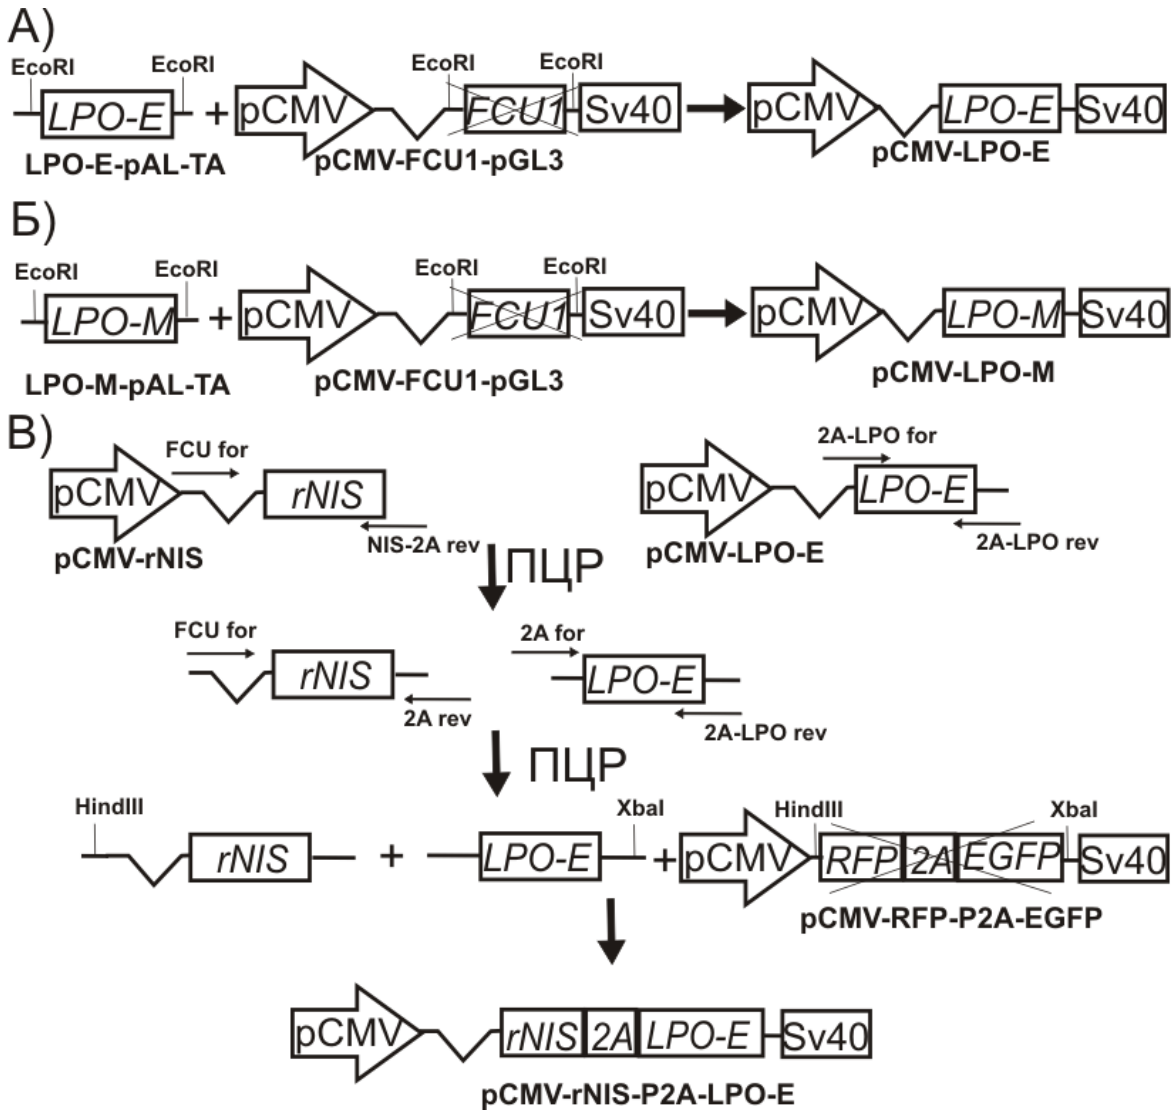 А)
EcoRI EcoRI EcoRI EcoRI
LPO-E + pCMV FCU1 Sv40 pCMV LPO-E Sv40
LPO-E-pAL-TA pCMV-FCU1-pGL3 pCMV-LPO-E
Б)
EcoRI EcoRI EcoRI EcoRI
LPO-M + pCMV FCU1 Sv40 pCMV LPO-M Sv40
LPO-M-pAL-TA pCMV-FCU1-pGL3 pCMV-LPO-M
В)
FCU for 2A-LPO for
pCMV rNIS pCMV LPO-E
NIS-2A rev 2A-LPO rev
pCMV-rNIS pCMV-LPO-E
ПЦР
FCU for 2A for
rNIS LPO-E
2A rev 2A-LPO rev
ПЦР
HindIII XbaI HindIII XbaI
rNIS + LPO-E + pCMV RFP 2A EGFP Sv40
pCMV-RFP-P2A-EGFP
pCMV rNIS 2A LPO-E Sv40
pCMV-rNIS-P2A-LPO-E